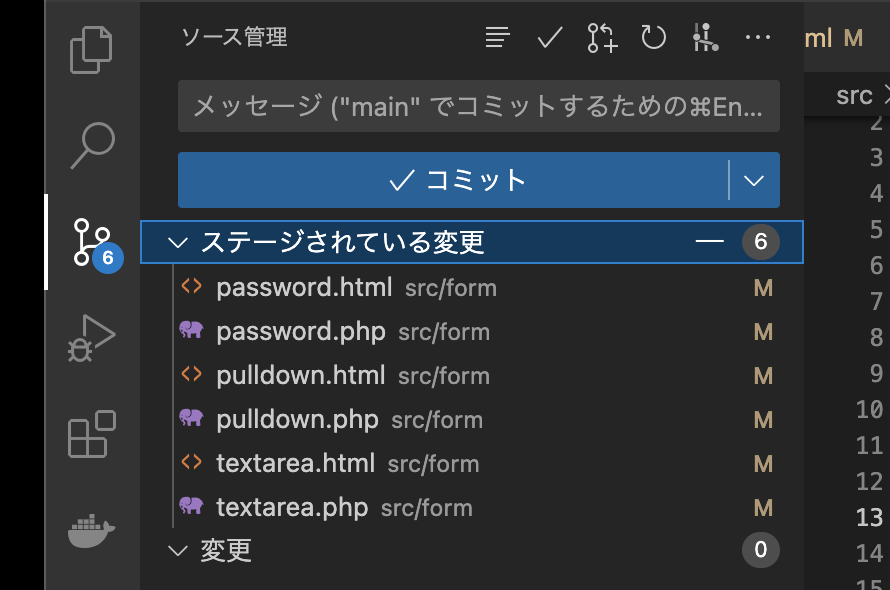 ソース管理
ml M
メッセージ ("main" でコミットするための⌘En...
src
コミット
6
ステージされている変更 6
password.html src/form M
password.php src/form M
pulldown.html src/form M
pulldown.php src/form M
textarea.html src/form M
textarea.php src/form M
変更 0
2
3
4
5
6
7
8
9
10
11
12
13
14
15